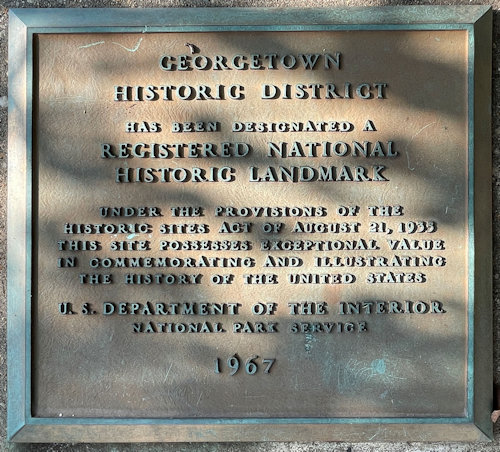 GEORGETOWN
HISTORIC DISTRICT
HAS BEEN DESIGNATED A
REGISTERED NATIONAL
HISTORIC LANDMARK
UNDER THE PROVISIONS OF THE
HISTORIC SITES ACT OF AUGUST 21, 1935
THIS SITE POSSESSES EXCEPTIONAL VALUE
IN COMMEMORATING AND ILLUSTRATING
THE HISTORY OF THE UNITED STATES
U. S. DEPARTMENT OF THE INTERIOR
NATIONAL PARK SERVICE
1967